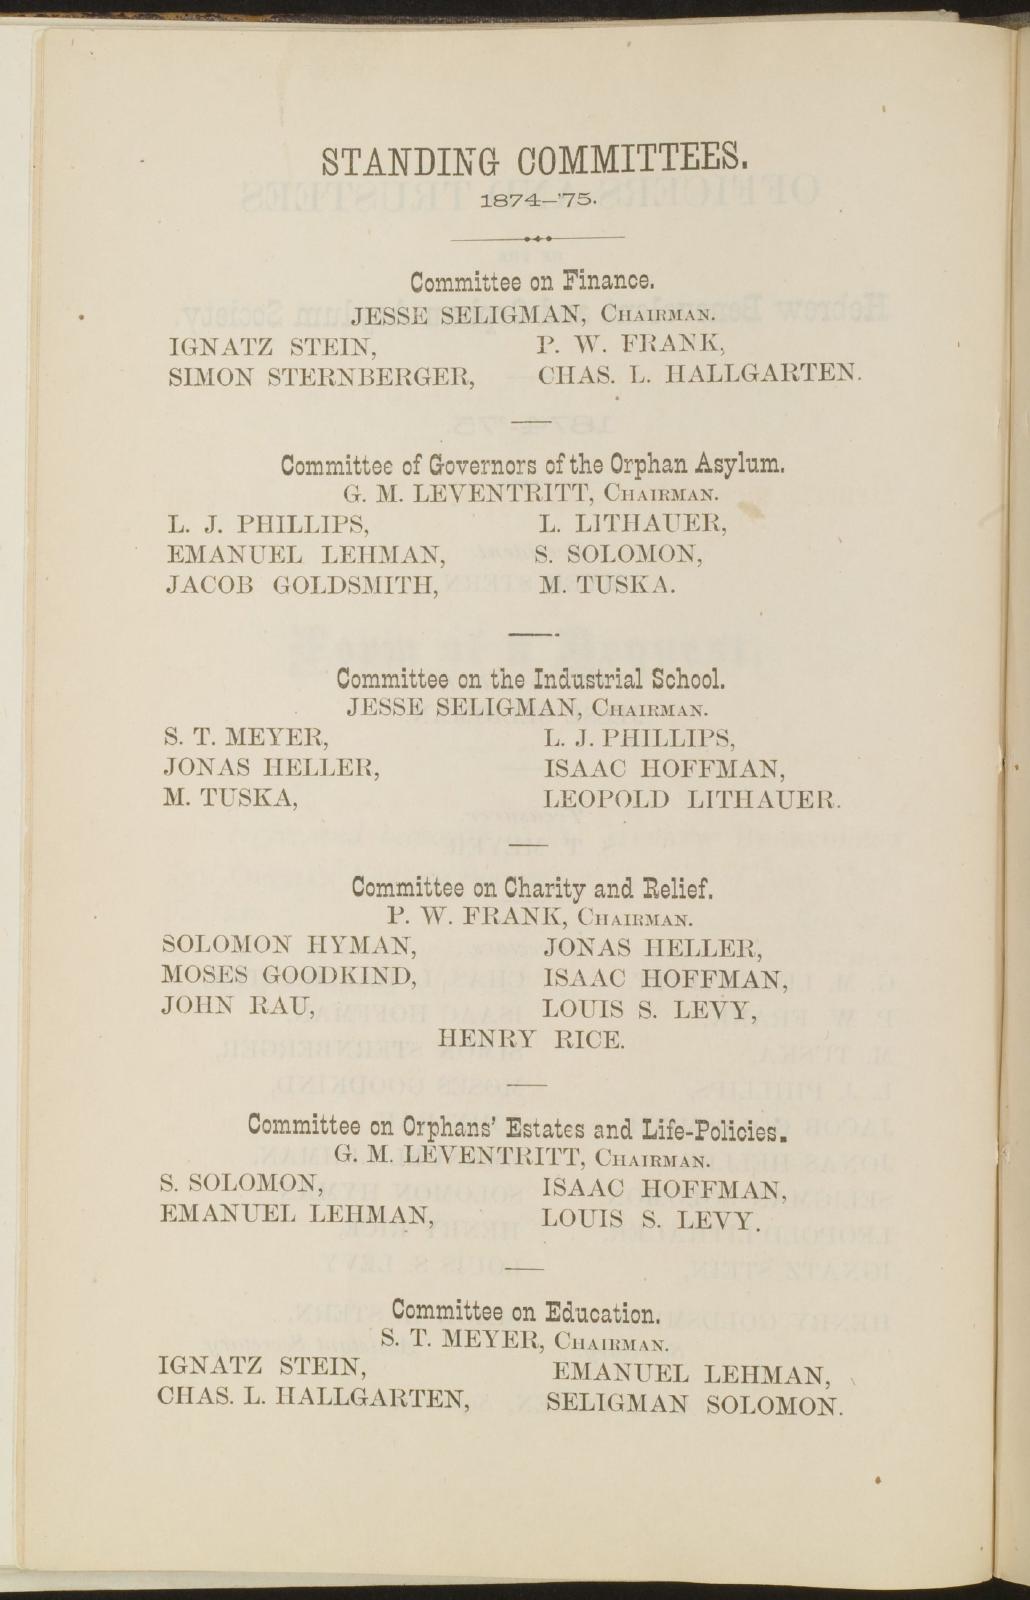 STANDING COMMITTEES.
1874–'75.
Committee on Finance.
JESSE SELIGMAN, CHAIRMAN.
IGNATZ STEIN, P. W. FRANK,
SIMON STERNBERGER, CHAS. L. HALLGARTEN.
Committee of Governors of the Orphan Asylum.
G. M. LEVENTRITT, CHAIRMAN.
L. J. PHILLIPS, L. LITHAUER,
EMANUEL LEHMAN, S. SOLOMON,
JACOB GOLDSMITH, M. TUSKA.
Committee on the Industrial School.
JESSE SELIGMAN, CHAIRMAN.
S. T. MEYER, L. J. PHILLIPS,
JONAS HELLER, ISAAC HOFFMAN,
M. TUSKA, LEOPOLD LITHAUER.
Committee on Charity and Relief.
P. W. FRANK, CHAIRMAN.
SOLOMON HYMAN, JONAS HELLER,
MOSES GOODKIND, ISAAC HOFFMAN,
JOHN RAU, LOUIS S. LEVY,
HENRY RICE.
Committee on Orphans' Estates and Life-Policies.
G. M. LEVENTRITT, CHAIRMAN.
S. SOLOMON, ISAAC HOFFMAN,
EMANUEL LEHMAN, LOUIS S. LEVY.
Committee on Education.
S. T. MEYER, CHAIRMAN.
IGNATZ STEIN, EMANUEL LEHMAN,
CHAS. L. HALLGARTEN, SELIGMAN SOLOMON.